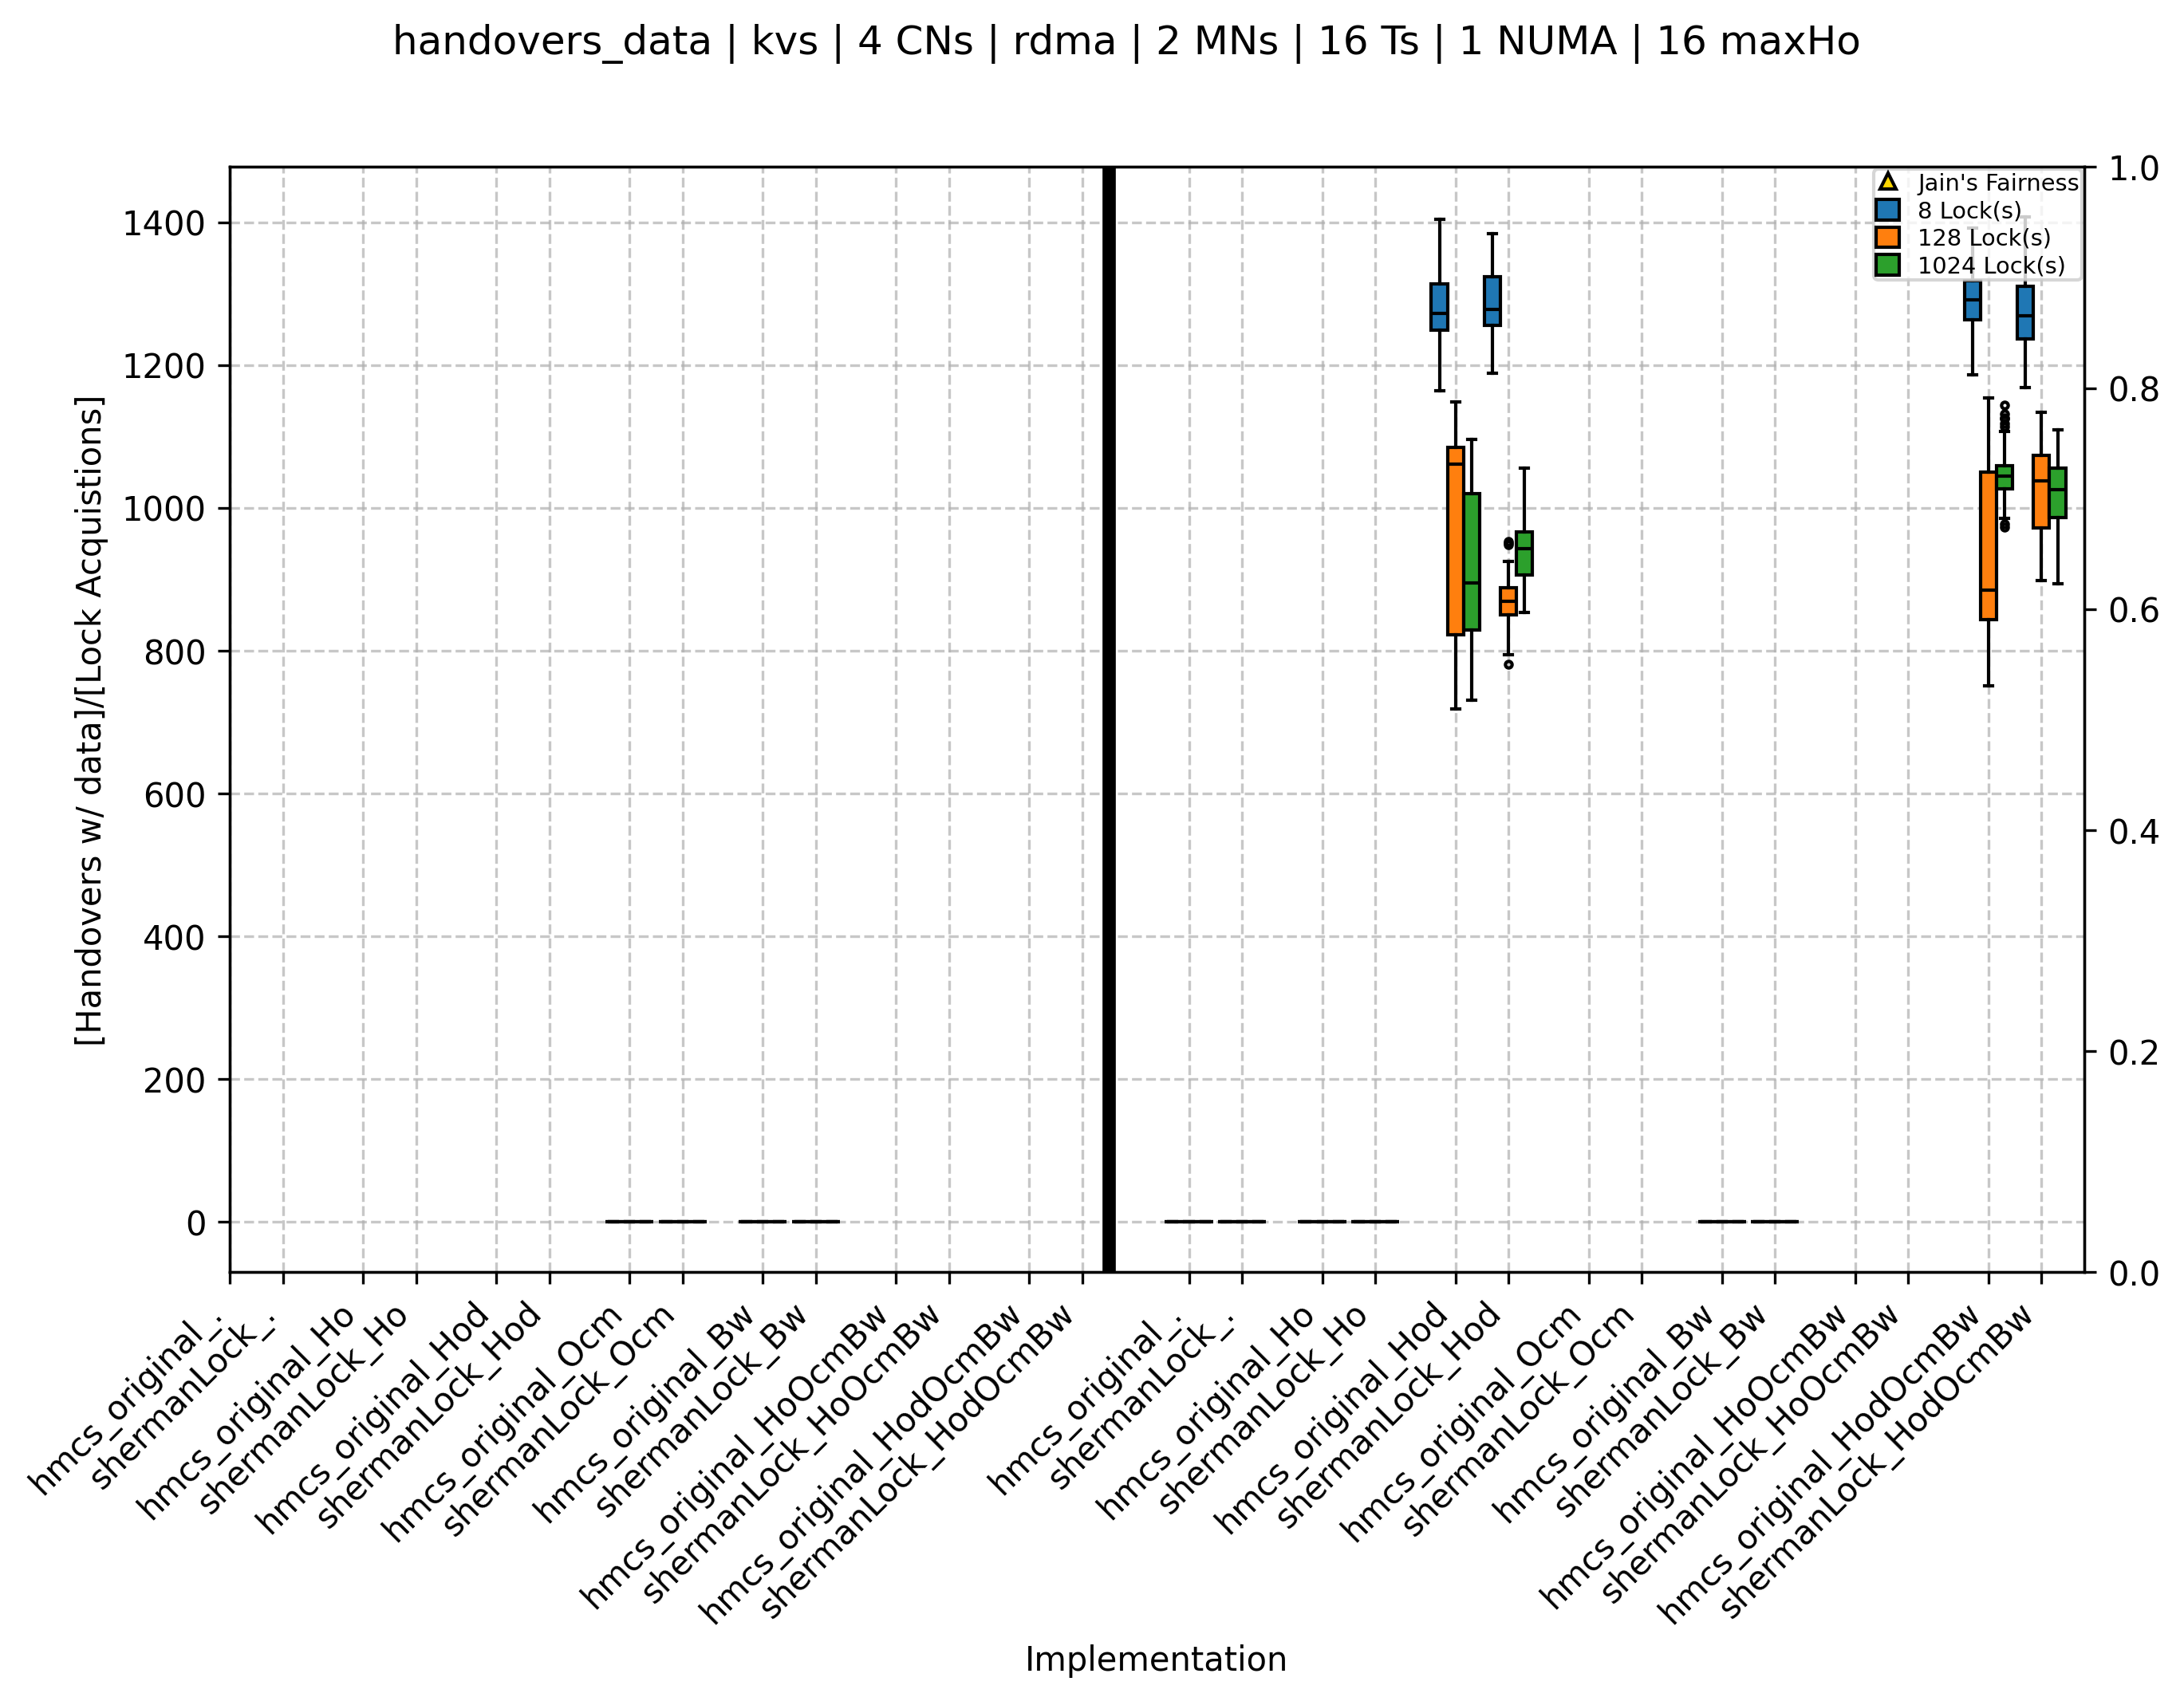 handovers_data | kvs | 4 CNs | rdma | 2 MNs | 16 Ts | 1 NUMA | 16 maxHo
Jain's Fairness
8 Lock(s)
128 Lock(s)
1024 Lock(s)
[Handovers w/ data]/[Lock Acquistions]
1400
1200
1000
800
600
400
200
0
1.0
0.8
0.6
0.4
0.2
0.0
hmcs_original_.
shermanLock_.
hmcs_original_Ho
shermanLock_Ho
hmcs_original_Hod
shermanLock_Hod
hmcs_original_Ocm
shermanLock_Ocm
hmcs_original_Bw
shermanLock_Bw
hmcs_original_HoOcmBw
shermanLock_HoOcmBw
hmcs_original_HodOcmBw
shermanLock_HodOcmBw
hmcs_original_.
shermanLock_.
hmcs_original_Ho
shermanLock_Ho
hmcs_original_Hod
shermanLock_Hod
hmcs_original_Ocm
shermanLock_Ocm
hmcs_original_Bw
shermanLock_Bw
hmcs_original_HoOcmBw
shermanLock_HoOcmBw
hmcs_original_HodOcmBw
shermanLock_HodOcmBw
Implementation